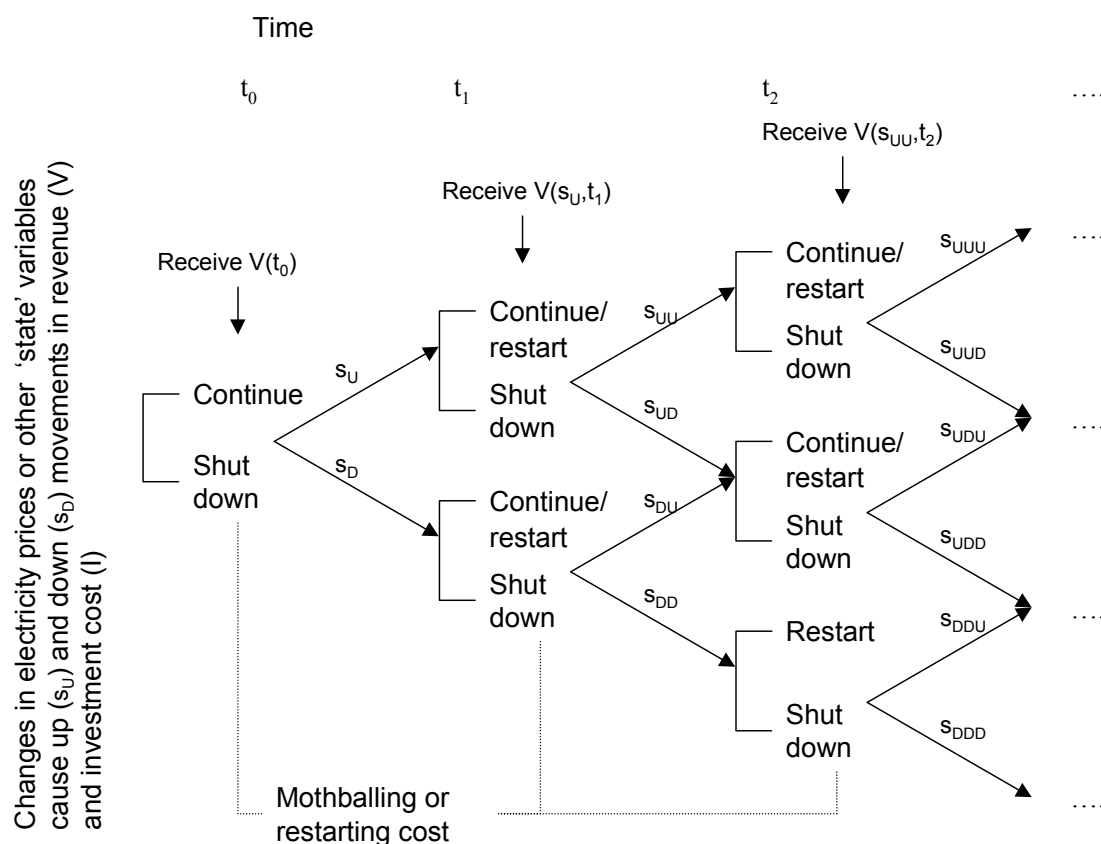 Time
t0
t1
t2
....
Receive V(sUU,t2)
Receive V(sU,t1)
Receive V(t0)
Changes in electricity prices or other 'state' variables
cause up (sU) and down (sD) movements in revenue (V)
and investment cost (I)
Continue
Shut
down
sU
sD
Continue/
restart
Shut
down
Continue/
restart
Shut
down
sUU
sUD
sDU
sDD
Continue/
restart
Shut
down
Continue/
restart
Shut
down
Restart
Shut
down
sUUU
sUUD
sUDU
sUDD
sDDU
sDDD
....
....
....
....
Mothballing or
restarting cost